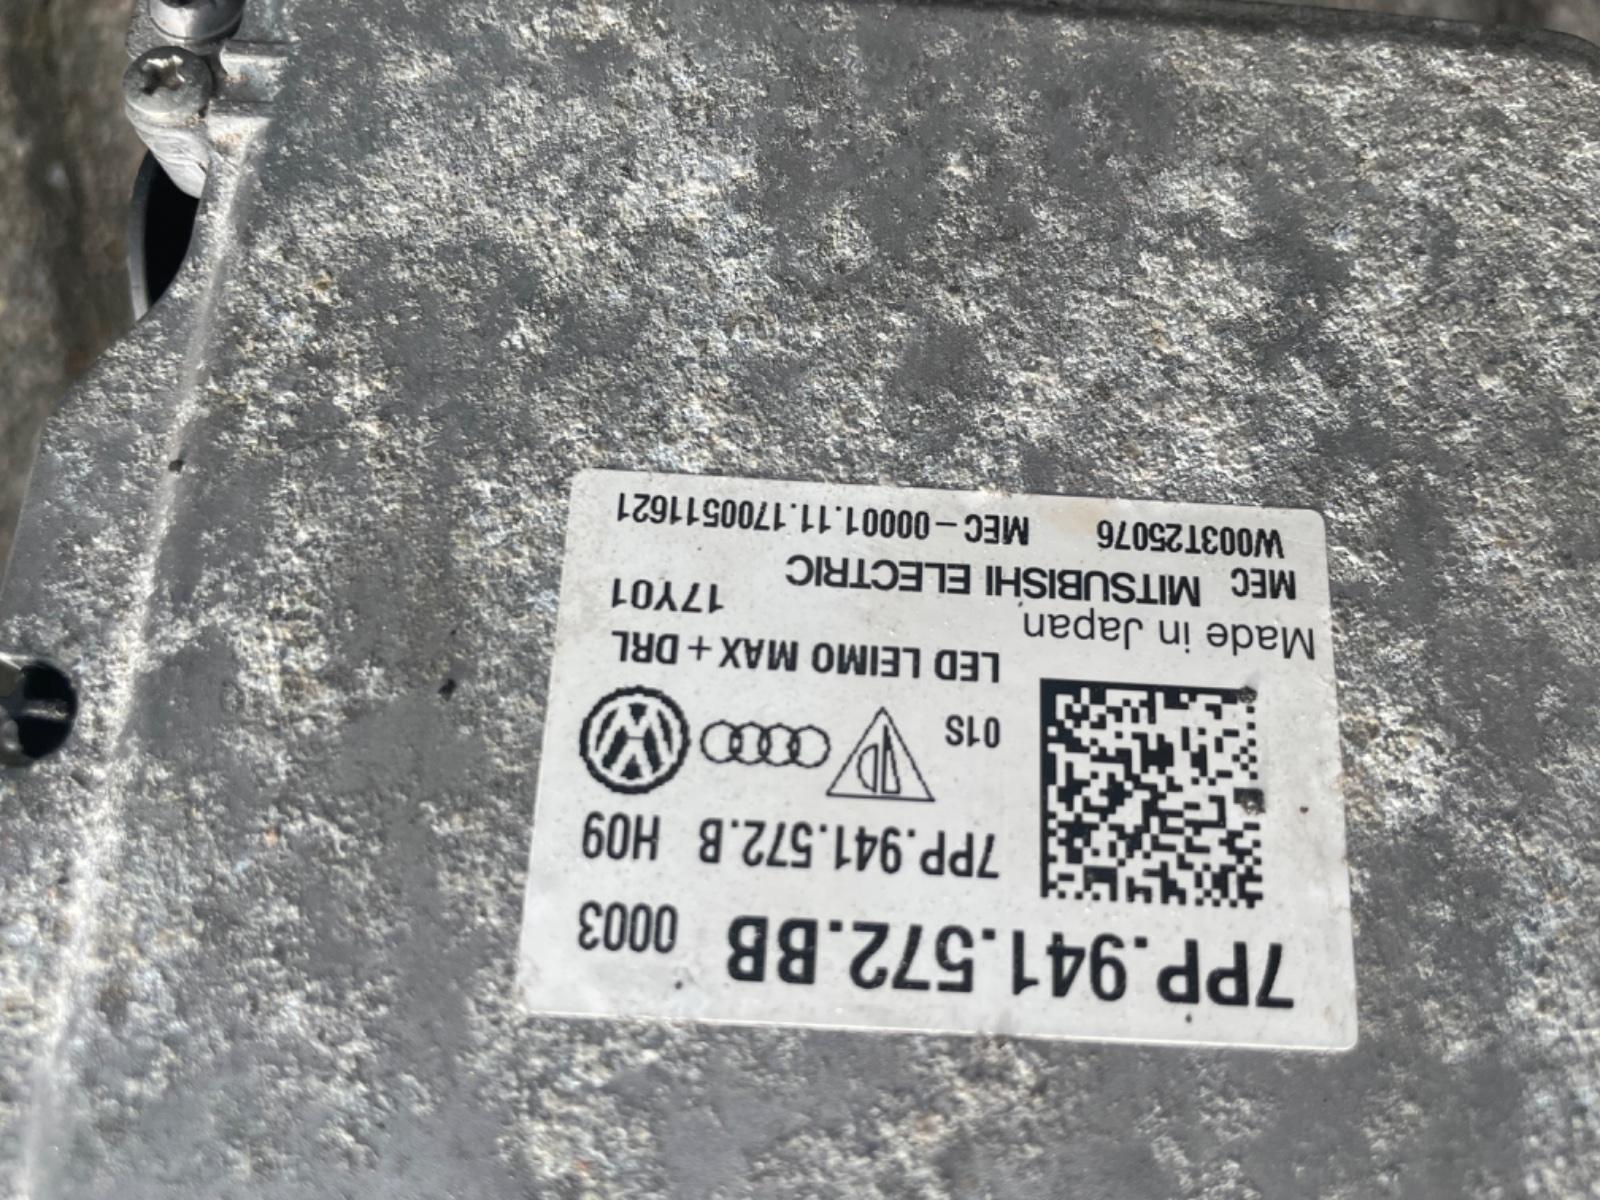 7PP.941.572.BB 0003
7PP.941.572.B H09
01S
LED LEIMO MAX + DRL
Made in Japan 17Y01
MEC MITSUBISHI ELECTRIC
W003T25076 MEC-00001.11.1700511621